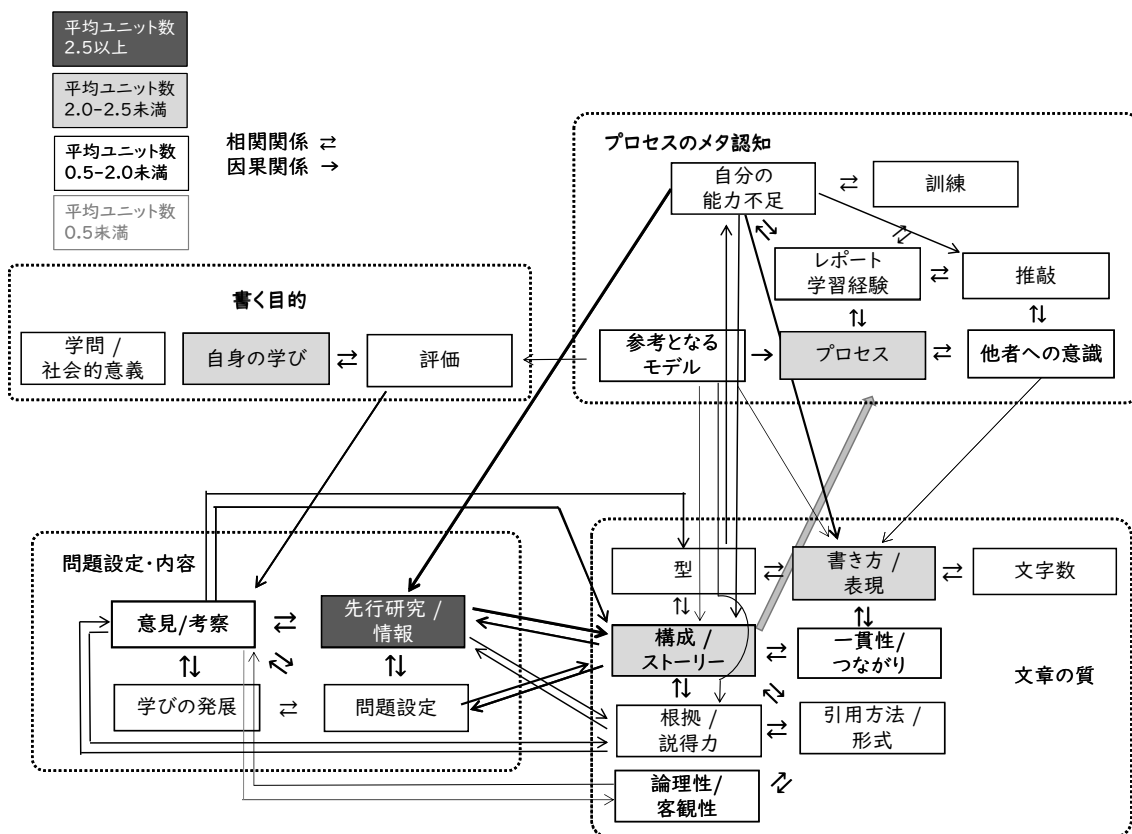 平均ユニット数
2.5以上
平均ユニット数
2.0-2.5未満
平均ユニット数
0.5-2.0未満
平均ユニット数
0.5未満
相関関係 ⇄
因果関係 →
プロセスのメタ認知
自分の
能力不足
訓練
レポート
学習経験
推敲
参考となる
モデル
プロセス
他者への意識
書く目的
学問 /
社会的意義
自身の学び
評価
問題設定・内容
意見/考察
先行研究 /
情報
学びの発展
問題設定
型
書き方 /
表現
文字数
構成 /
ストーリー
一貫性/
つながり
文章の質
根拠 /
説得力
引用方法 /
形式
論理性/
客観性